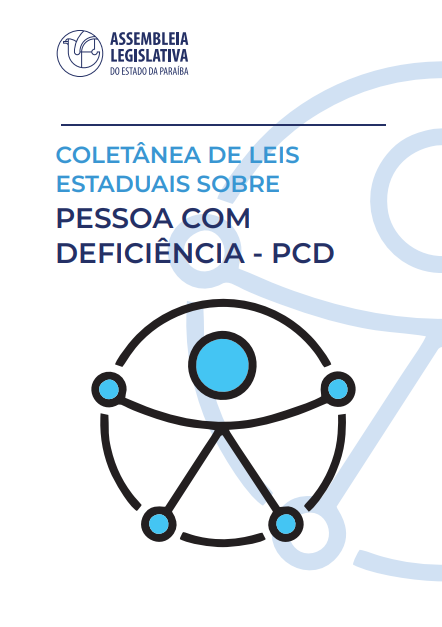 ASSEMBLEIA
LEGISLATIVA
DO ESTADO DA PARAÍBA
COLETÂNEA DE LEIS
ESTADUAIS SOBRE
PESSOA COM
DEFICIÊNCIA - PCD